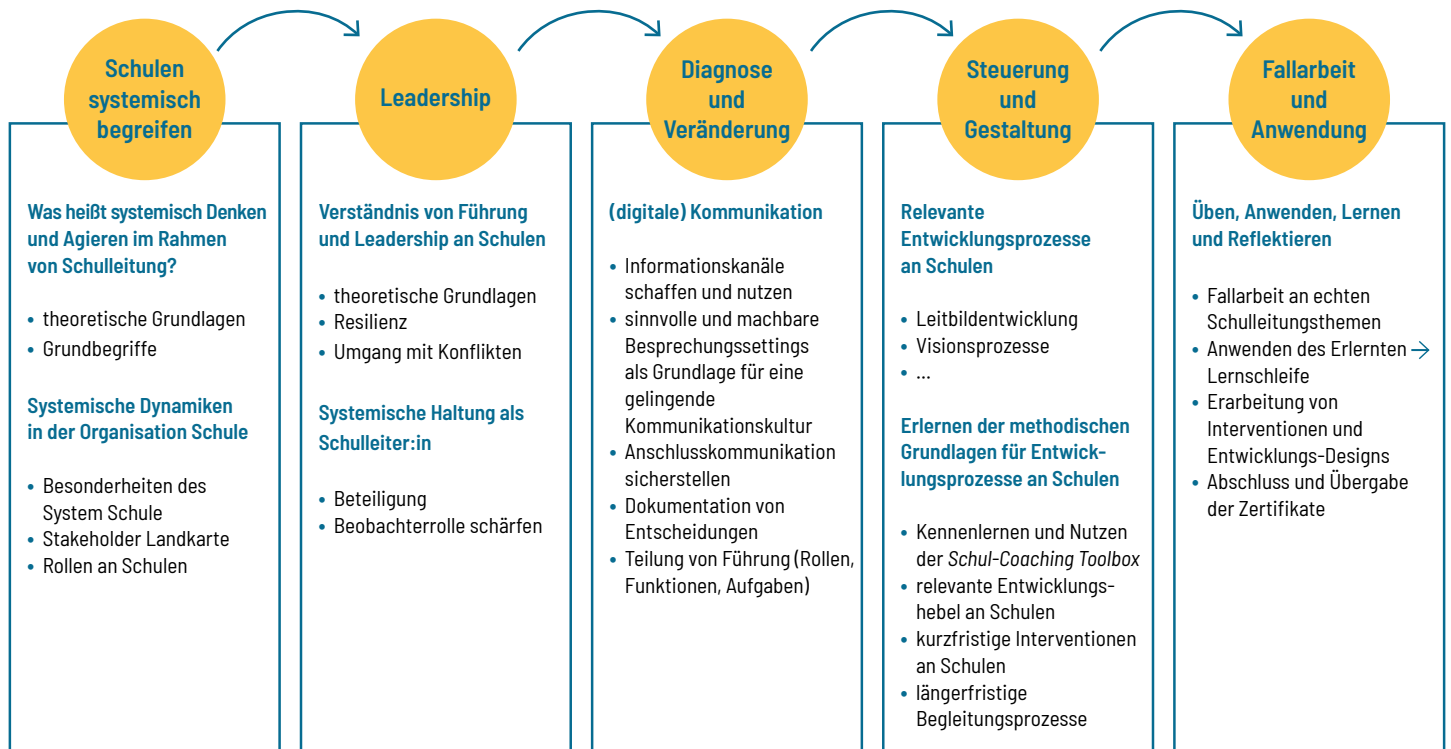 Schulen
systemisch
begreifen
Was heißt systemisch Denken
und Agieren im Rahmen
von Schulleitung?
• theoretische Grundlagen
• Grundbegriffe
Systemische Dynamiken
in der Organisation Schule
• Besonderheiten des
System Schule
• Stakeholder Landkarte
• Rollen an Schulen
Leadership
Verständnis von Führung
und Leadership an Schulen
• theoretische Grundlagen
• Resilienz
• Umgang mit Konflikten
Systemische Haltung als
Schulleiter:in
• Beteiligung
• Beobachterrolle schärfen
Diagnose
und
Veränderung
(digitale) Kommunikation
• Informationskanäle
schaffen und nutzen
• sinnvolle und machbare
Besprechungssettings
als Grundlage für eine
gelingende
Kommunikationskultur
• Anschlusskommunikation
sicherstellen
• Dokumentation von
Entscheidungen
• Teilung von Führung (Rollen,
Funktionen, Aufgaben)
Steuerung
und
Gestaltung
Relevante
Entwicklungsprozesse
an Schulen
• Leitbildentwicklung
• Visionsprozesse
• ...
Erlernen der methodischen
Grundlagen für Entwick-
lungsprozesse an Schulen
• Kennenlernen und Nutzen
der Schul-Coaching Toolbox
• relevante Entwicklungs-
hebel an Schulen
• kurzfristige Interventionen
an Schulen
• längerfristige
Begleitungsprozesse
Fallarbeit
und
Anwendung
Üben, Anwenden, Lernen
und Reflektieren
• Fallarbeit an echten
Schulleitungsthemen
• Anwenden des Erlernten →
Lernschleife
• Erarbeitung von
Interventionen und
Entwicklungs-Designs
• Abschluss und Übergabe
der Zertifikate